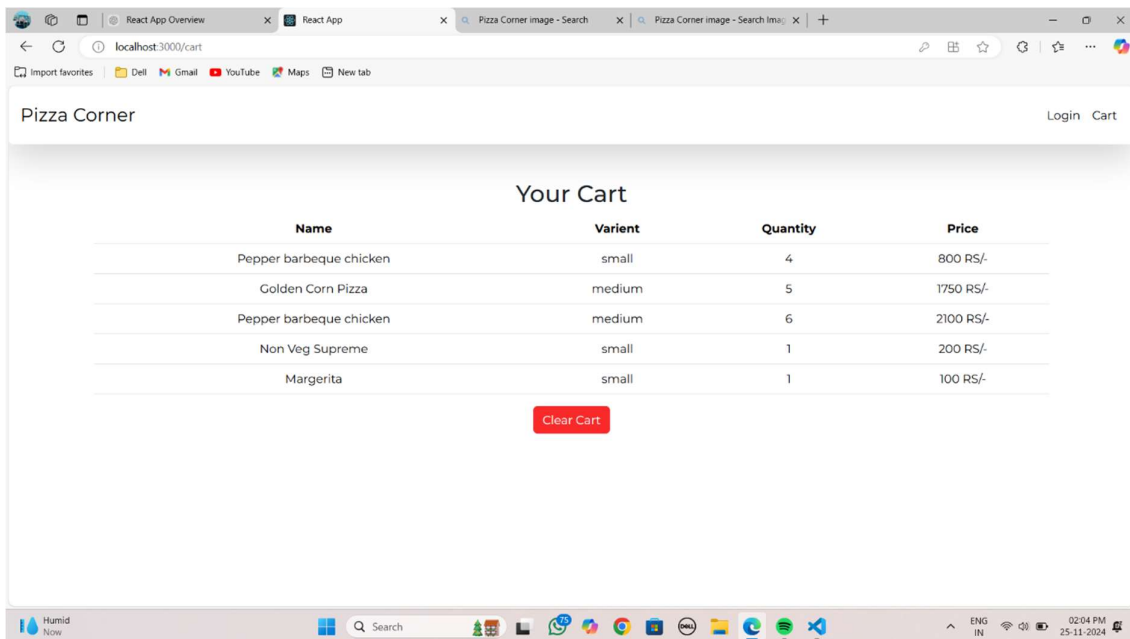 React App Overview React App Pizza Corner image - Search Pizza Corner image - Search Imag
localhost:3000/cart
Import favorites Dell Gmail YouTube Maps New tab
Pizza Corner Login Cart
Your Cart
Name Varient Quantity Price
Pepper barbeque chicken small 4 800 RS/-
Golden Corn Pizza medium 5 1750 RS/-
Pepper barbeque chicken medium 6 2100 RS/-
Non Veg Supreme small 1 200 RS/-
Margerita small 1 100 RS/-
Clear Cart
Humid Search 75 DELL ENG 02:04 PM
Now IN 25-11-2024